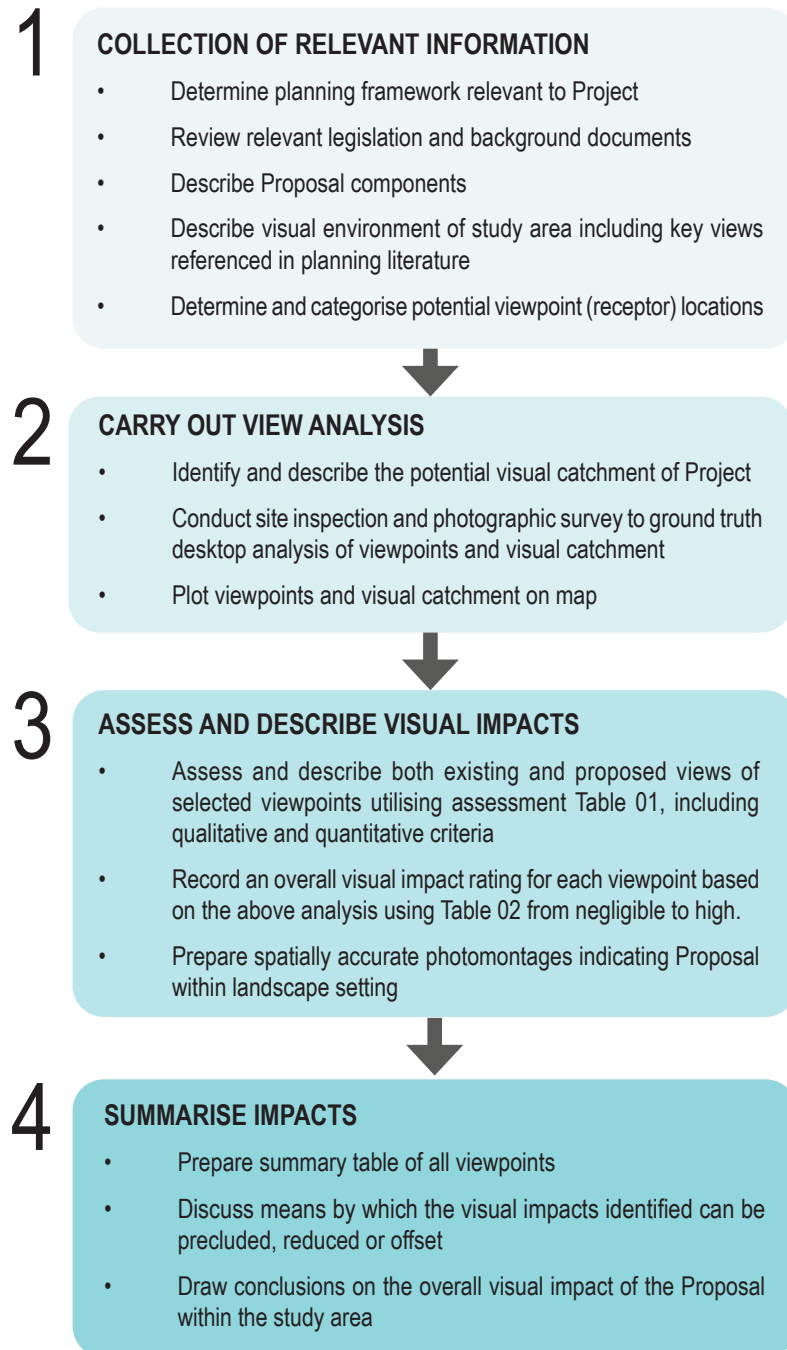 1
COLLECTION OF RELEVANT INFORMATION
• Determine planning framework relevant to Project
• Review relevant legislation and background documents
• Describe Proposal components
• Describe visual environment of study area including key views
referenced in planning literature
• Determine and categorise potential viewpoint (receptor) locations
2
CARRY OUT VIEW ANALYSIS
• Identify and describe the potential visual catchment of Project
• Conduct site inspection and photographic survey to ground truth
desktop analysis of viewpoints and visual catchment
• Plot viewpoints and visual catchment on map
3
ASSESS AND DESCRIBE VISUAL IMPACTS
• Assess and describe both existing and proposed views of
selected viewpoints utilising assessment Table 01, including
qualitative and quantitative criteria
• Record an overall visual impact rating for each viewpoint based
on the above analysis using Table 02 from negligible to high.
• Prepare spatially accurate photomontages indicating Proposal
within landscape setting
4
SUMMARISE IMPACTS
• Prepare summary table of all viewpoints
• Discuss means by which the visual impacts identified can be
precluded, reduced or offset
• Draw conclusions on the overall visual impact of the Proposal
within the study area